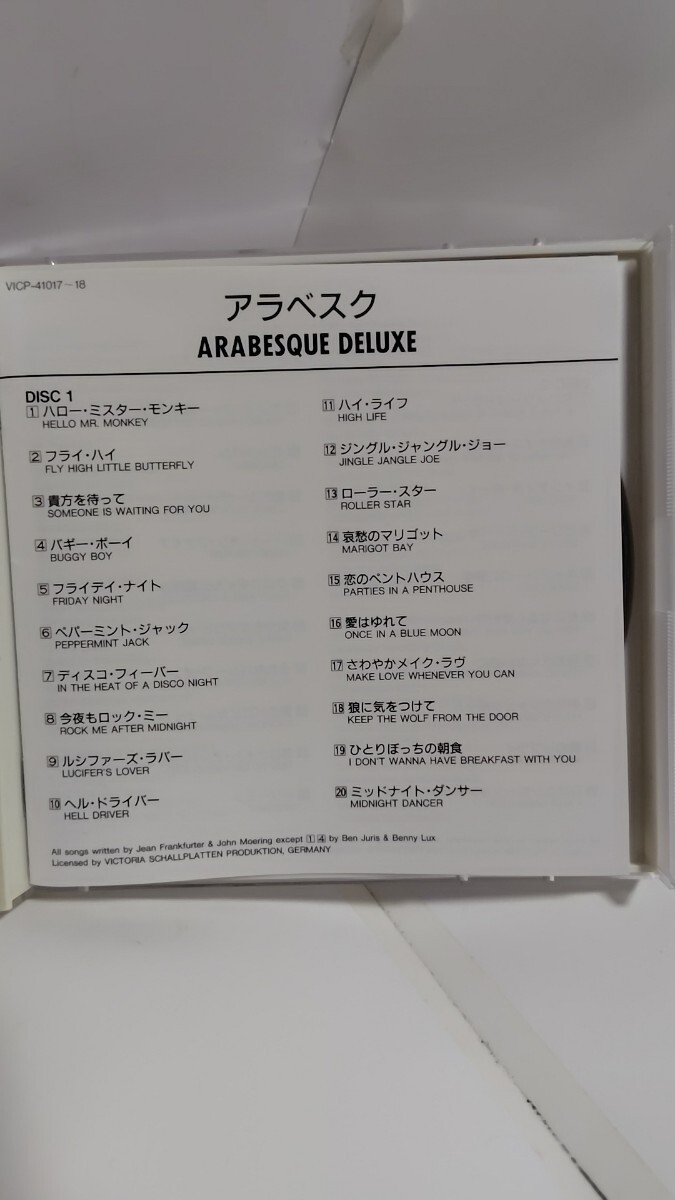 VICP-41017-18
アラベスク
ARABESQUE DELUXE
DISC 1
1 ハロー・ミスター・モンキー
HELLO MR. MONKEY
2 フライ・ハイ
FLY HIGH LITTLE BUTTERFLY
3 貴方を待って
SOMEONE IS WAITING FOR YOU
4 バギー・ボーイ
BUGGY BOY
5 フライデイ・ナイト
FRIDAY NIGHT
6 ペパーミント・ジャック
PEPPERMINT JACK
7 ディスコ・フィーバー
IN THE HEAT OF A DISCO NIGHT
8 今夜もロック・ミー
ROCK ME AFTER MIDNIGHT
9 ルシファーズ・ラバー
LUCIFER'S LOVER
10 ヘル・ドライバー
HELL DRIVER
11 ハイ・ライフ
HIGH LIFE
12 ジングル・ジャングル・ジョー
JINGLE JANGLE JOE
13 ローラー・スター
ROLLER STAR
14 哀愁のマリゴット
MARIGOT BAY
15 恋のペントハウス
PARTIES IN A PENTHOUSE
16 愛はゆれて
ONCE IN A BLUE MOON
17 さわやかメイク・ラヴ
MAKE LOVE WHENEVER YOU CAN
18 狼に気をつけて
KEEP THE WOLF FROM THE DOOR
19 ひとりぼっちの朝食
I DON'T WANNA HAVE BREAKFAST WITH YOU
20 ミッドナイト・ダンサー
MIDNIGHT DANCER
All songs written by Jean Frankfurter & John Moering except 1 4 by Ben Juris & Benny Lux
Licensed by VICTORIA SCHALLPLATTEN PRODUKTION, GERMANY